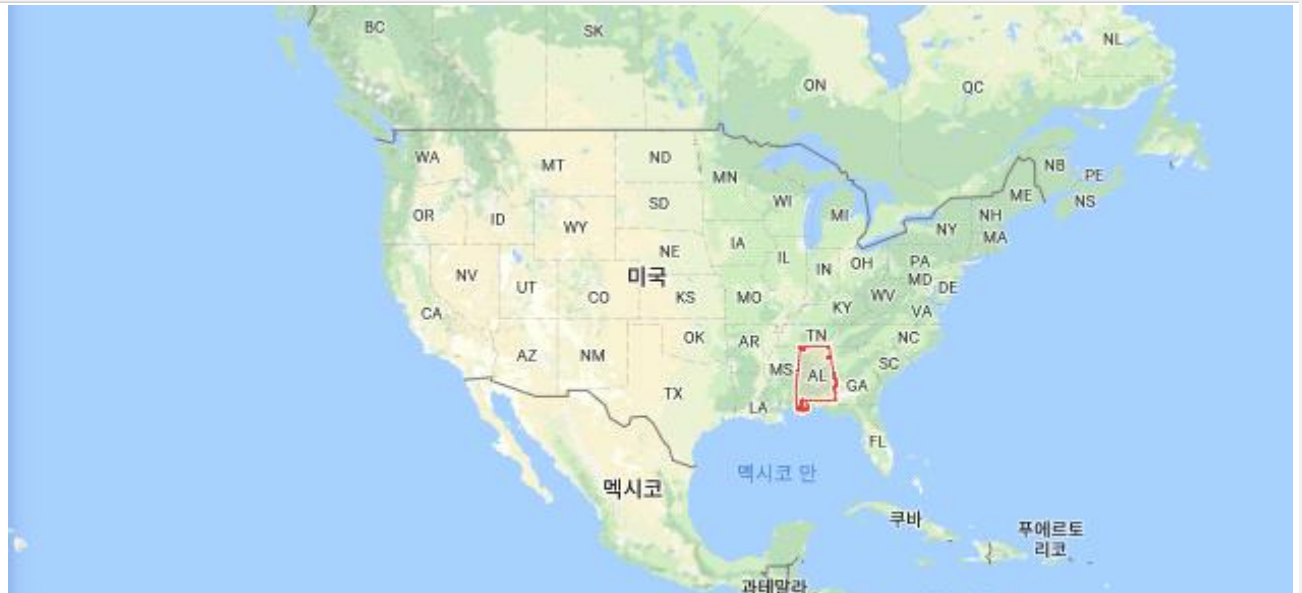 BC
SK
NL
ON
QC
WA
MT
ND
MN
NB
PE
OR
ID
SD
WI
MI
ME
NS
WY
NH
NY
MA
NE
IA
IL
IN
OH
PA
MD
DE
NV
UT
미국
CO
KS
MO
KY
WV
VA
CA
OK
AR
TN
NC
AZ
NM
MS
AL
GA
SC
TX
LA
FL
멕시코 만
멕시코
쿠바
푸에르토
리코
과테말라